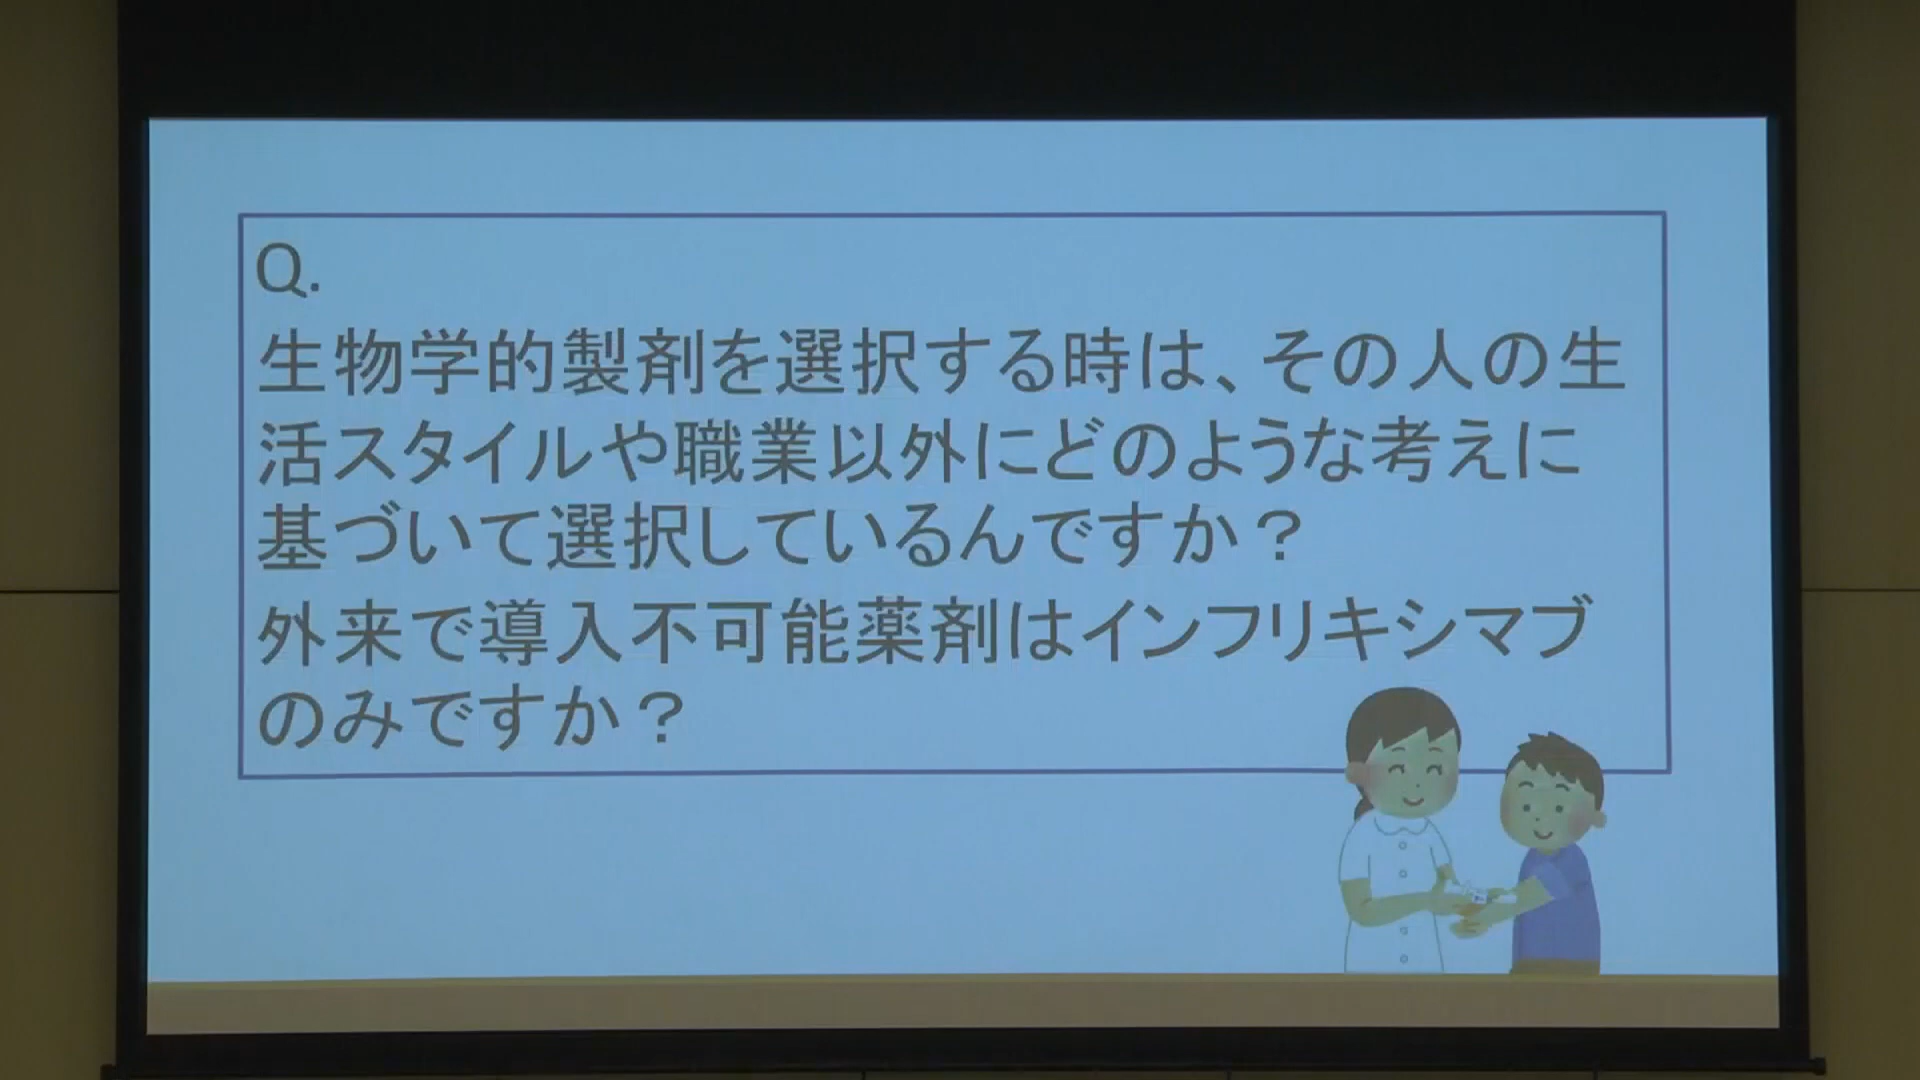 Q.
生物学的製剤を選択する時は、その人の生
活スタイルや職業以外にどのような考えに
基づいて選択しているんですか？
外来で導入不可能薬剤はインフリキシマブ
のみですか？